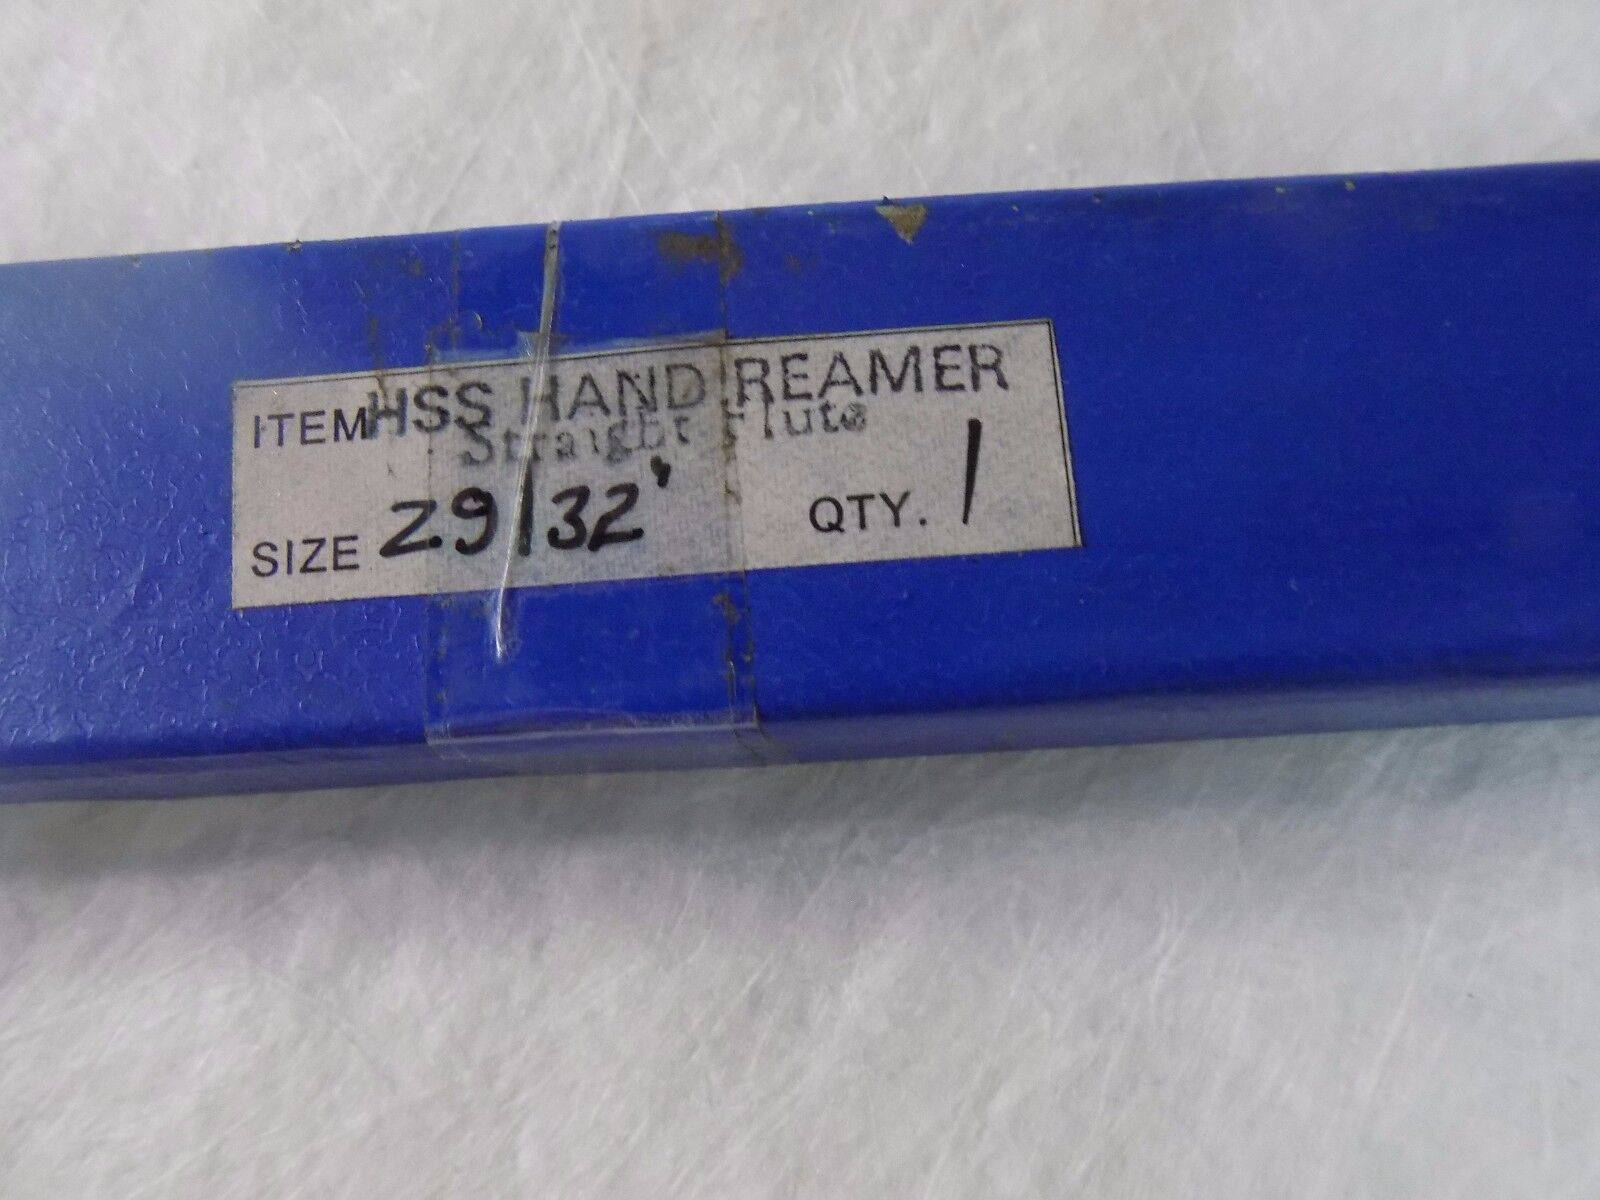 ITEM HSS HAND REAMER
Straight Flute
SIZE 29/32" QTY. 1